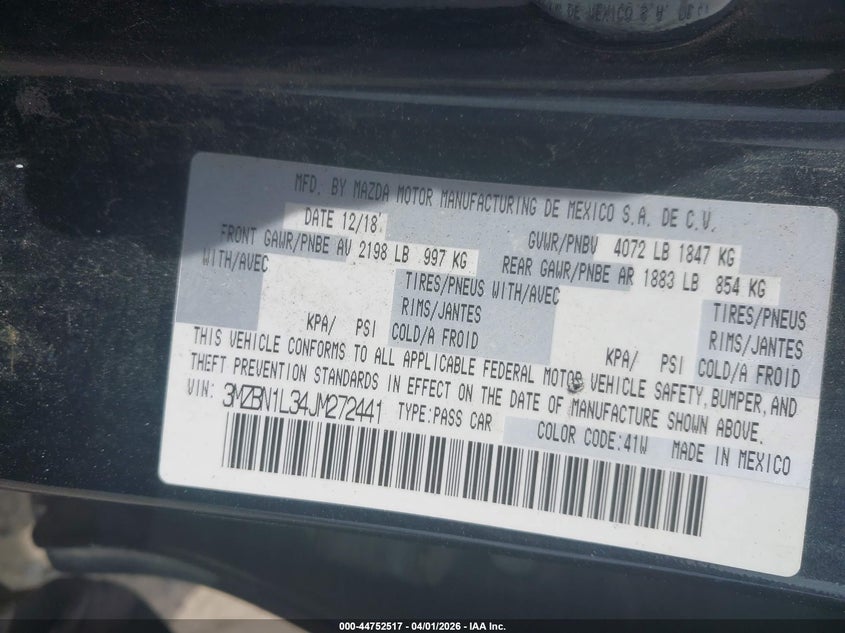 DE MEXICO S.A. DE C.
MFD. BY MAZDA MOTOR MANUFACTURING DE MEXICO S.A. DE C.V.
DATE 12/18 GVWR/PNBV 4072 LB 1847 KG
FRONT GAWR/PNBE AV 2198 LB 997 KG REAR GAWR/PNBE AR 1883 LB 854 KG
WITH/AVEC TIRES/PNEUS WITH/AVEC TIRES/PNEUS
RIMS/JANTES RIMS/JANTES
KPA/ PSI COLD/A FROID KPA/ PSI COLD/A FROID
THIS VEHICLE CONFORMS TO ALL APPLICABLE FEDERAL MOTOR VEHICLE SAFETY, BUMPER, AND
THEFT PREVENTION STANDARDS IN EFFECT ON THE DATE OF MANUFACTURE SHOWN ABOVE.
VIN: 3MZBN1L34JM272441 TYPE:PASS CAR COLOR CODE:41W MADE IN MEXICO
000-44752517 - 04/01/2026 - IAA Inc.